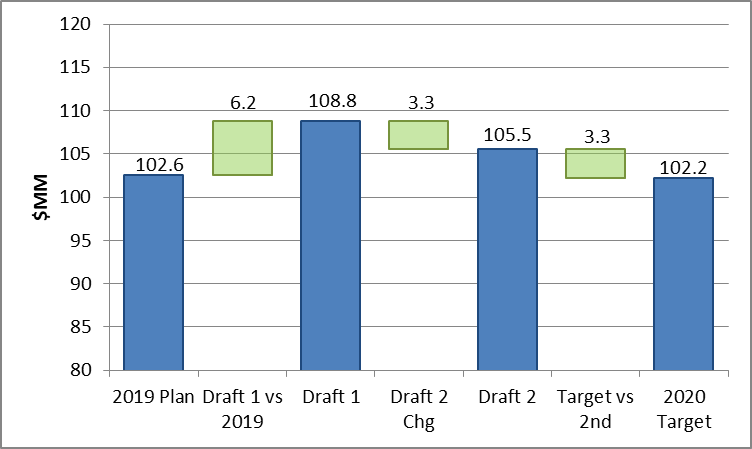 120
115
110
105
100
95
90
85
80
$MM
102.6
6.2
108.8
3.3
105.5
3.3
102.2
2019 Plan
Draft 1 vs
2019
Draft 1
Draft 2
Chg
Draft 2
Target vs
2nd
2020
Target